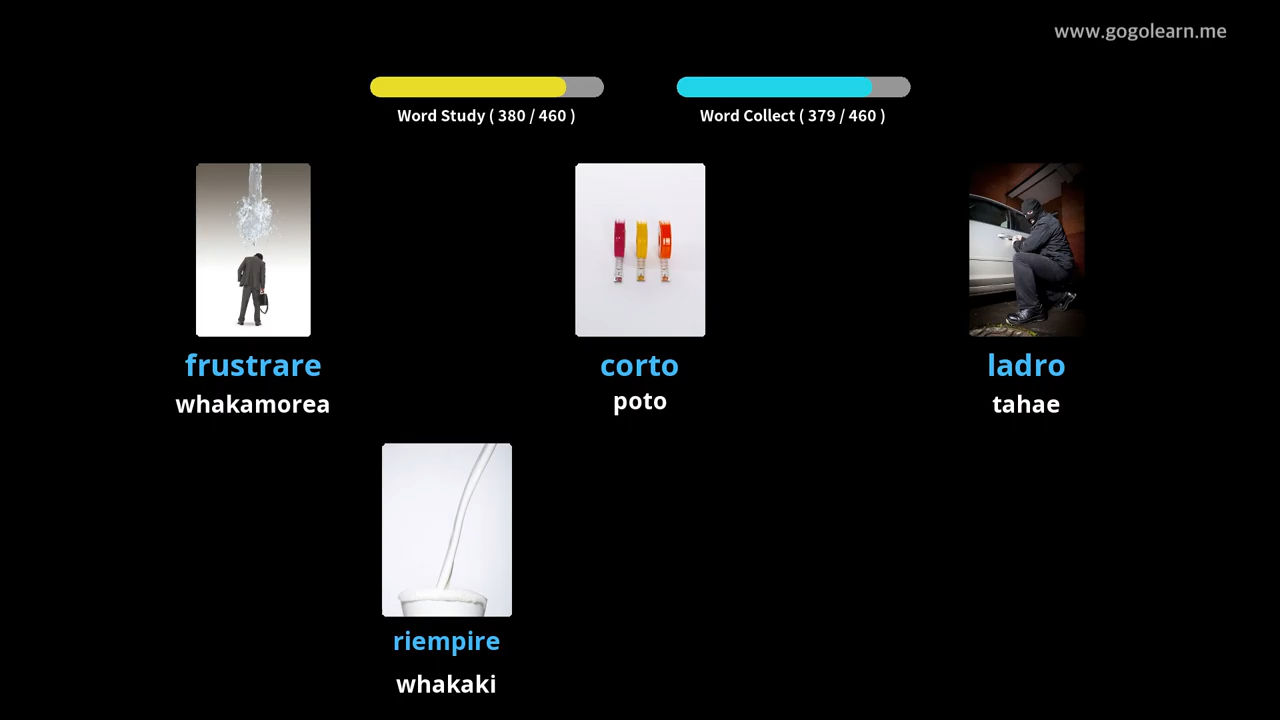 www.gogolearn.me
Word Study ( 380 / 460 )
Word Collect ( 379 / 460 )
frustrare
whakamorea
corto
poto
ladro
tahae
riempire
whakaki